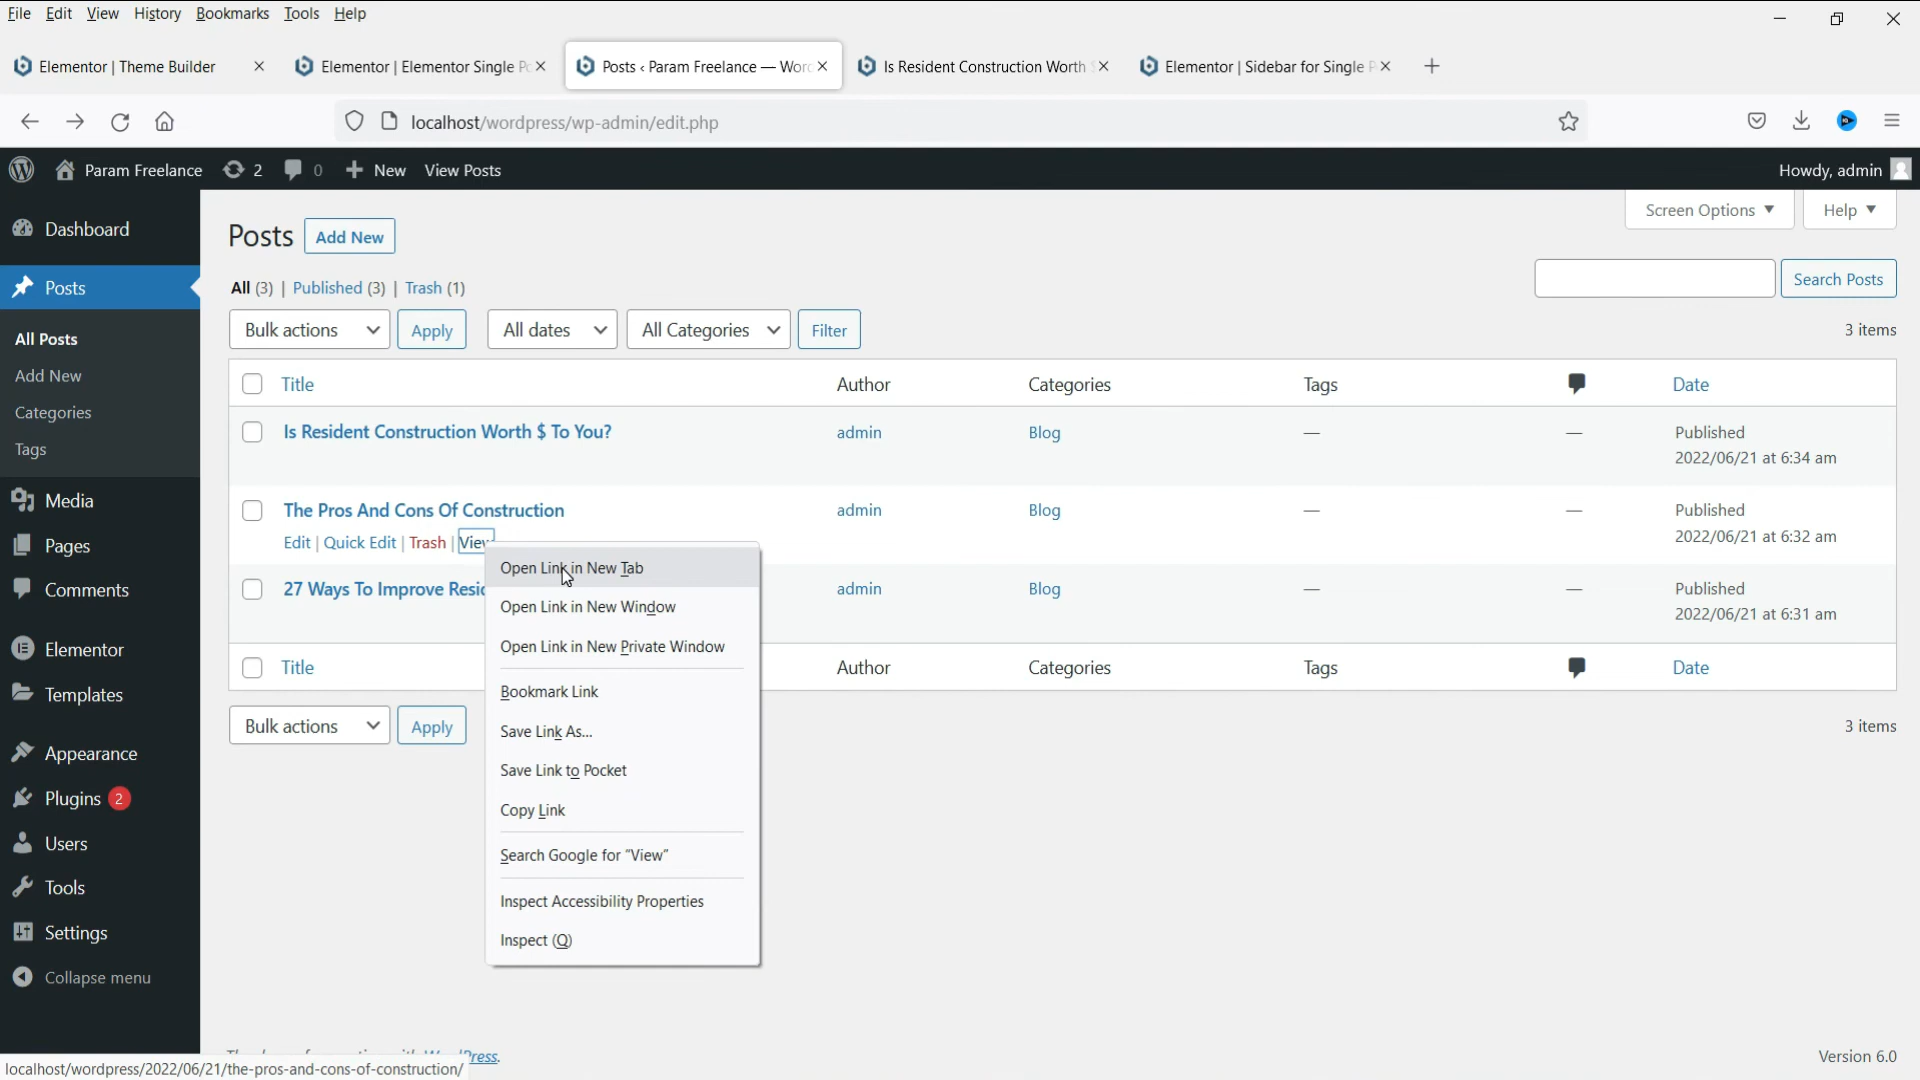 File Edit View History Bookmarks Tools Help
Elementor | Theme Builder
Elementor | Elementor Single
Posts ‹ Param Freelance — Wor
Is Resident Construction Worth
Elementor | Sidebar for Single
localhost/wordpress/wp-admin/edit.php
Param Freelance 2 0 New View Posts Howdy, admin
Screen Options Help
Dashboard
Posts
All Posts
Add New
Categories
Tags
Media
Pages
Comments
Elementor
Templates
Appearance
Plugins 2
Users
Tools
Settings
Collapse menu
Posts Add New
All (3) | Published (3) | Trash (1)
Search Posts
Bulk actions Apply All dates All Categories Filter 3 items
Title Author Categories Tags Date
Is Resident Construction Worth $ To You? admin Blog — — Published
2022/06/21 at 6:34 am
The Pros And Cons Of Construction admin Blog — — Published
2022/06/21 at 6:32 am
Edit | Quick Edit | Trash | View
27 Ways To Improve admin Blog — — Published
2022/06/21 at 6:31 am
Title Author Categories Tags Date
Bulk actions Apply 3 items
Open Link in New Tab
Open Link in New Window
Open Link in New Private Window
Bookmark Link
Save Link As...
Save Link to Pocket
Copy Link
Search Google for "View"
Inspect Accessibility Properties
Inspect (Q)
Version 6.0
localhost/wordpress/2022/06/21/the-pros-and-cons-of-construction/